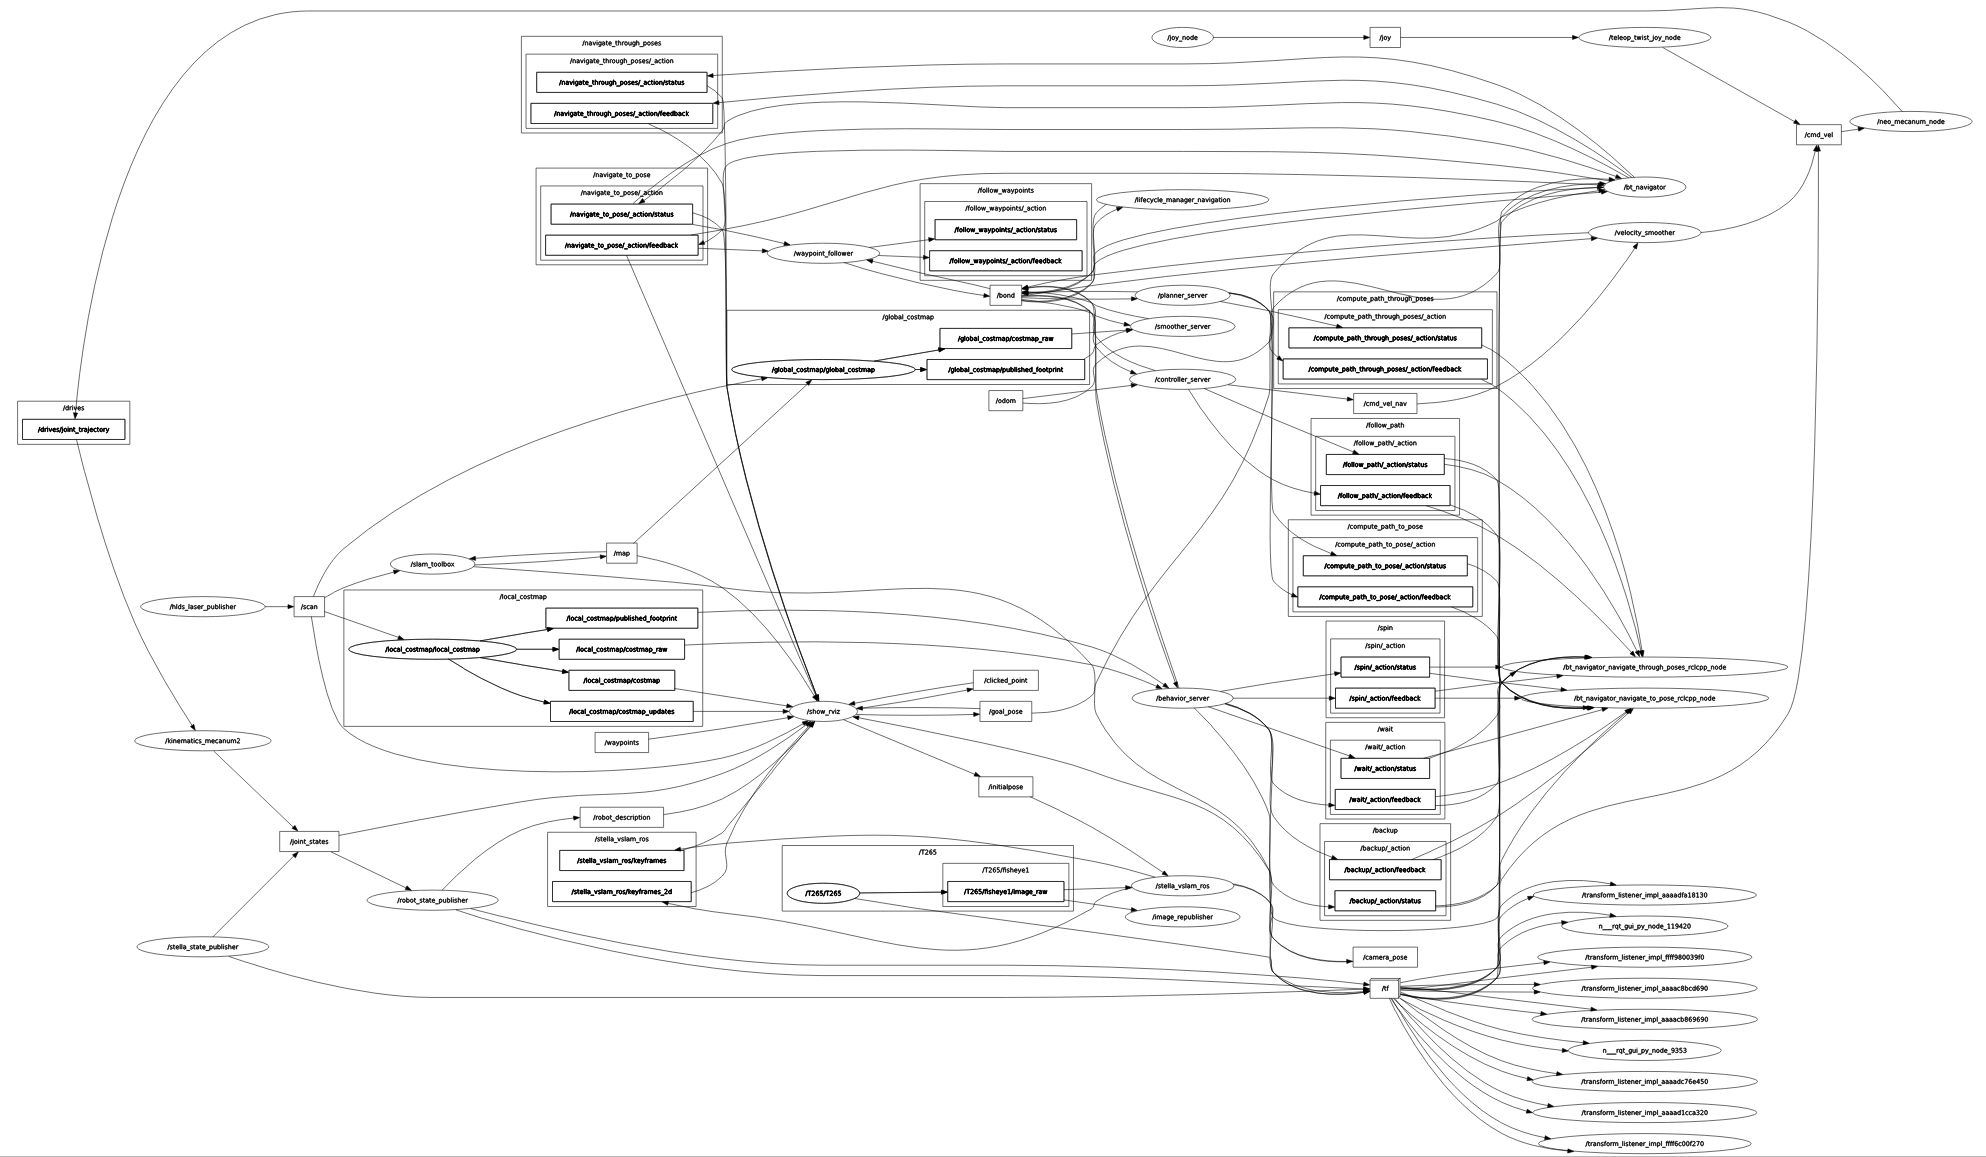 /joy_node
/joy
/teleop_twist_joy_node
/navigate_through_poses
/navigate_through_poses/_action
/navigate_through_poses/_action/status
/navigate_through_poses/_action/feedback
/neo_mecanum_node
/cmd_vel
/navigate_to_pose
/navigate_to_pose/_action
/navigate_to_pose/_action/status
/navigate_to_pose/_action/feedback
/bt_navigator
/follow_waypoints
/follow_waypoints/_action
/follow_waypoints/_action/status
/follow_waypoints/_action/feedback
/lifecycle_manager_navigation
/velocity_smoother
/waypoint_follower
/bond
/planner_server
/smoother_server
/compute_path_through_poses
/compute_path_through_poses/_action
/compute_path_through_poses/_action/status
/compute_path_through_poses/_action/feedback
/global_costmap
/global_costmap/costmap_raw
/global_costmap/global_costmap
/global_costmap/published_footprint
/controller_server
/odom
/cmd_vel_nav
/drives
/drives/joint_trajectory
/follow_path
/follow_path/_action
/follow_path/_action/status
/follow_path/_action/feedback
/compute_path_to_pose
/compute_path_to_pose/_action
/compute_path_to_pose/_action/status
/compute_path_to_pose/_action/feedback
/map
/slam_toolbox
/hlds_laser_publisher
/scan
/local_costmap
/local_costmap/published_footprint
/local_costmap/local_costmap
/local_costmap/costmap_raw
/local_costmap/costmap
/local_costmap/costmap_updates
/spin
/spin/_action
/spin/_action/status
/spin/_action/feedback
/bt_navigator_navigate_through_poses_rclcpp_node
/bt_navigator_navigate_to_pose_rclcpp_node
/clicked_point
/behavior_server
/show_rviz
/goal_pose
/waypoints
/kinematics_mecanum2
/wait
/wait/_action
/wait/_action/status
/wait/_action/feedback
/initialpose
/robot_description
/joint_states
/stella_vslam_ros
/stella_vslam_ros/keyframes
/stella_vslam_ros/keyframes_2d
/T265
/T265/fisheye1
/T265/T265
/T265/fisheye1/image_raw
/stella_vslam_ros
/image_republisher
/backup
/backup/_action
/backup/_action/feedback
/backup/_action/status
/robot_state_publisher
/stella_state_publisher
/camera_pose
/tf
/transform_listener_impl_aaaadfa18130
n___rqt_gui_py_node_119420
/transform_listener_impl_ffff980039f0
/transform_listener_impl_aaaac8bcd690
/transform_listener_impl_aaaacb869690
n___rqt_gui_py_node_9353
/transform_listener_impl_aaaadc76e450
/transform_listener_impl_aaaad1cca320
/transform_listener_impl_ffff6c00f270